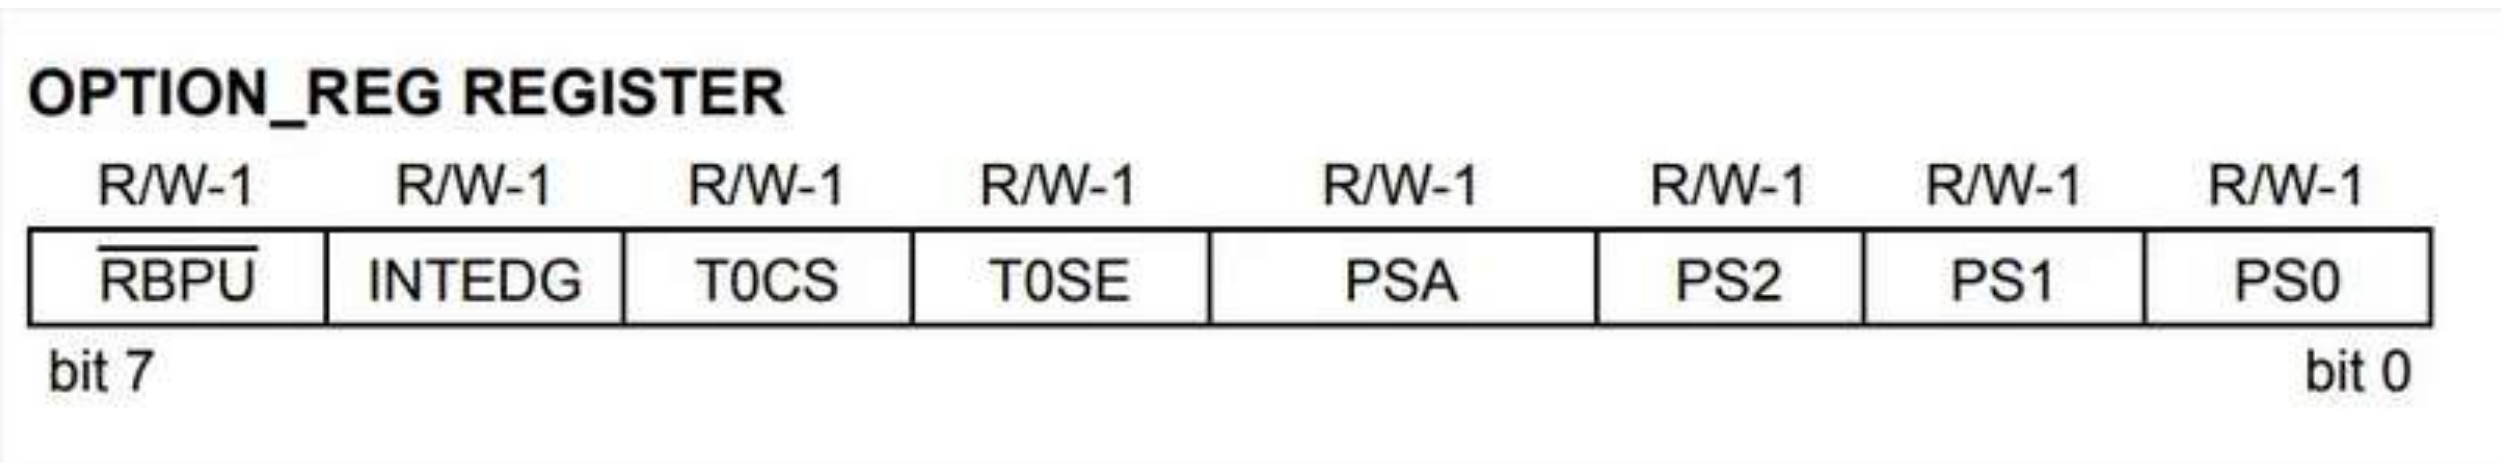 OPTION_REG REGISTER
R/W-1 R/W-1 R/W-1 R/W-1 R/W-1 R/W-1 R/W-1 R/W-1
RBPU INTEDG T0CS T0SE PSA PS2 PS1 PS0
bit 7 bit 0